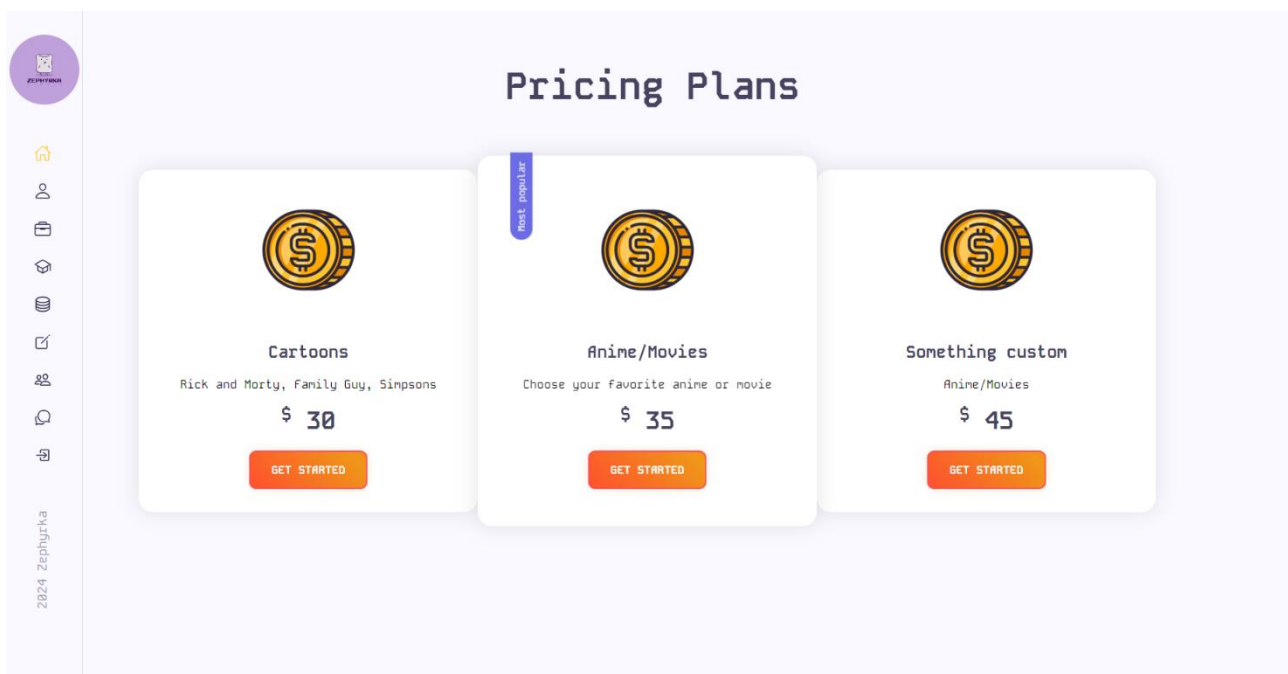 ZEPHYRKA
Pricing Plans
Most popular
Cartoons
Rick and Morty, Family Guy, Simpsons
$ 30
GET STARTED
Anime/Movies
Choose your favorite anime or movie
$ 35
GET STARTED
Something custom
Anime/Movies
$ 45
GET STARTED
2024 Zephyrka